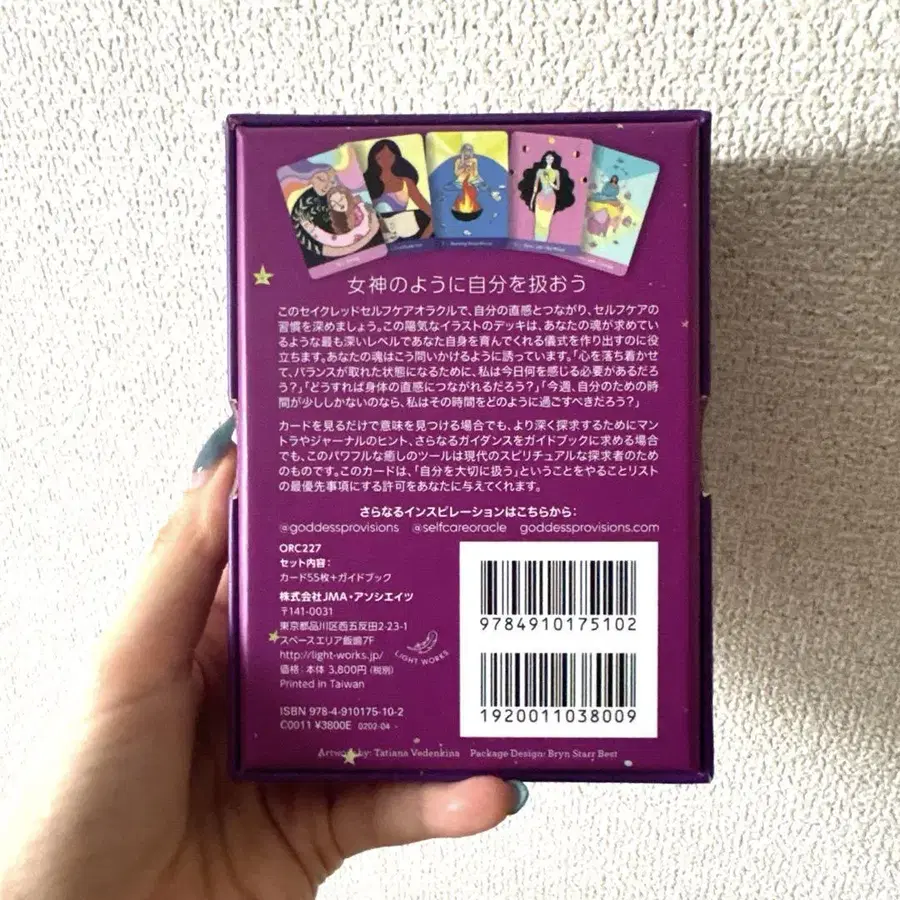 女神のように自分を扱おう
このセイクレッドセルフケアオラクルで、自分の直感とつながり、セルフケアの
習慣を深めましょう。この陽気なイラストのデッキは、あなたの魂が求めてい
るような最も深いレベルであなた自身を育んでくれる儀式を作り出すのに役
立ちます。あなたの魂はこう問いかけるように誘っています。「心を落ち着かせ
て、バランスが取れた状態になるために、私は今日何を感じる必要があるだろ
う?」「どうすれば身体の直感につながれるだろう?」「今週、自分のための時
間が少ししかないのなら、私はその時間をどのように過ごすべきだろう?」
カードを見るだけで意味を見つける場合でも、より深く探求するためにマン
トラやジャーナルのヒント、さらなるガイダンスをガイドブックに求める場合
でも、このパワフルな癒しのツールは現代のスピリチュアルな探求者のため
のものです。このカードは、「自分を大切に扱う」ということをやることリスト
の最優先事項にする許可をあなたに与えてくれます。
さらなるインスピレーションはこちらから:
@goddessprovisions @selfcareoracle goddessprovisions.com
ORC227
セット内容:
カード55枚+ガイドブック
株式会社JMA・アソシエイツ
〒141-0031
東京都品川区西五反田2-23-1
スペースエリア飯嶋7F
http://light-works.jp/
価格:本体 3,800円(税別)
Printed in Taiwan
LIGHT WORKS
ISBN 978-4-910175-10-2
C0011 ¥3800E 0202-04
9784910175102
1920011038009
Artwork by: Tatiana Vedenkina Package Design: Bryn Starr Best